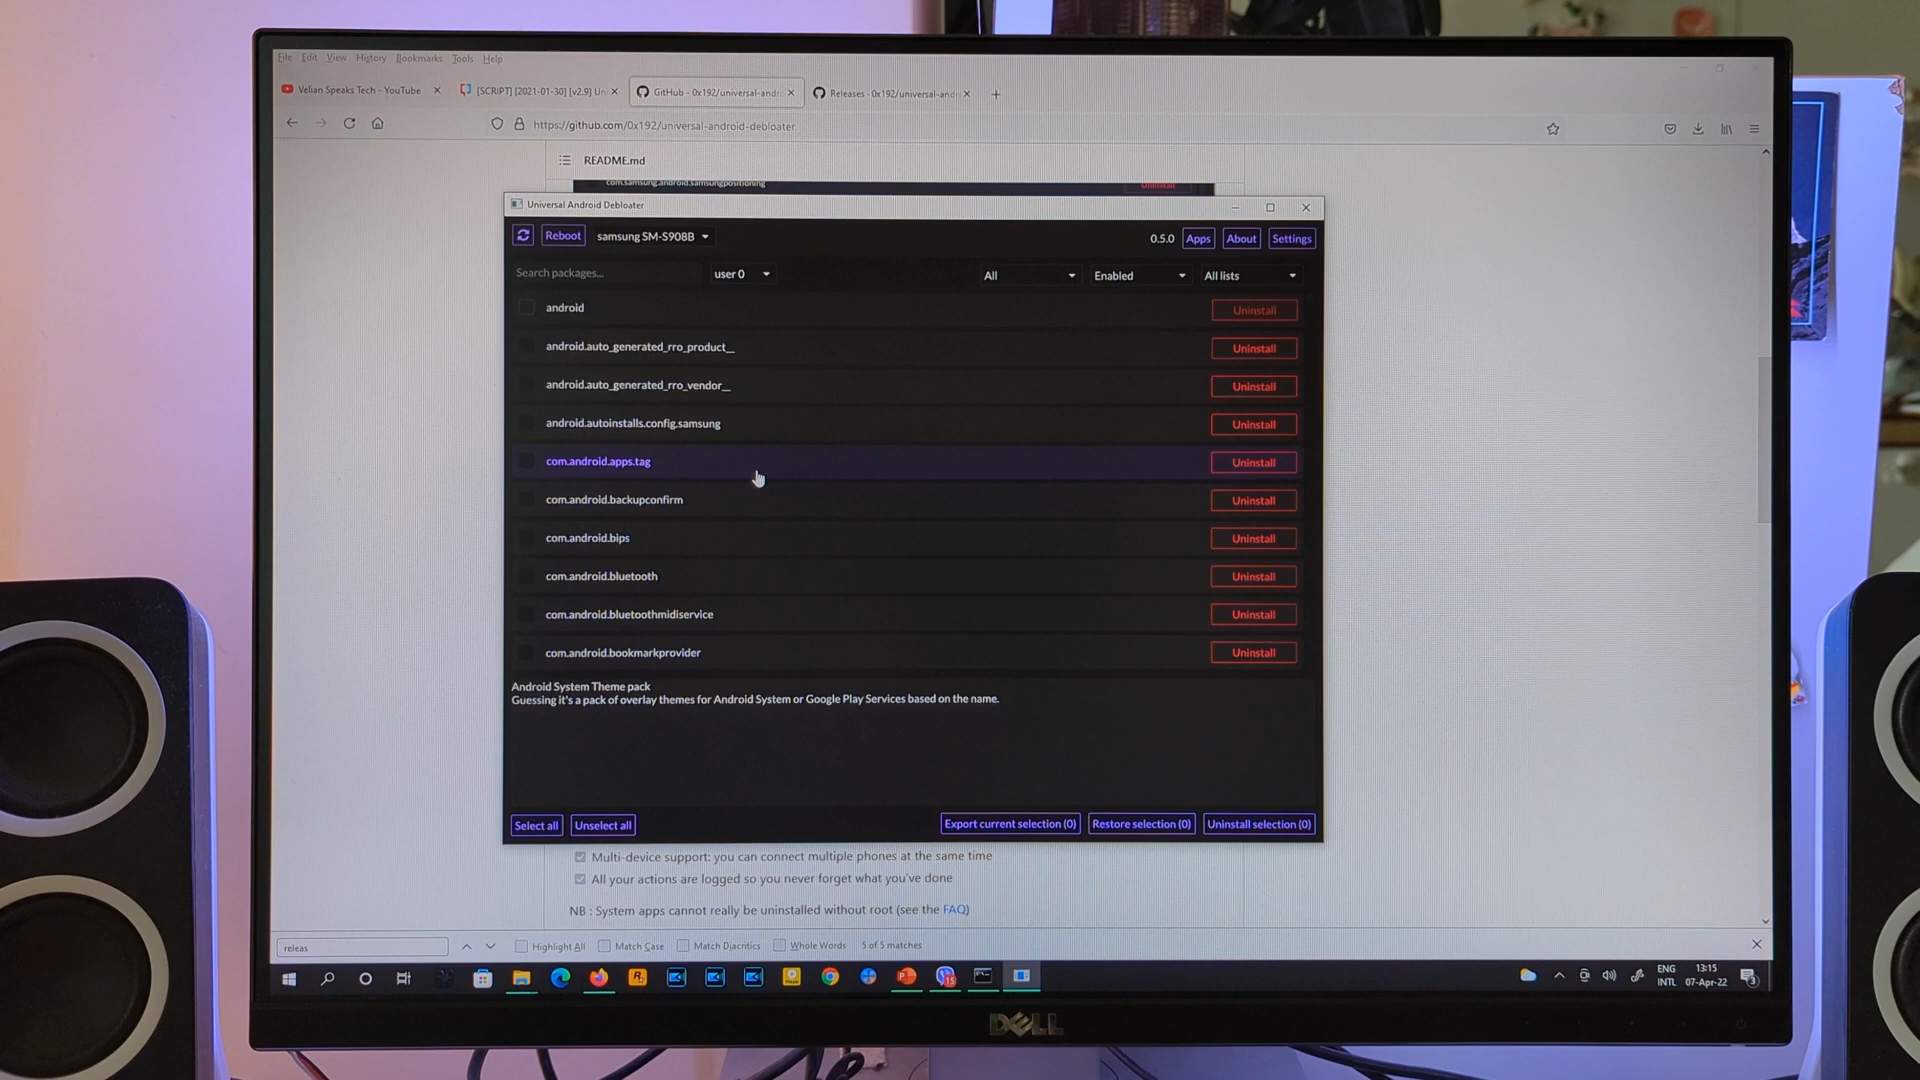 File Edit View History Bookmarks Tools Help
Velian Speaks Tech - YouTube
[SCRIPT] [2021-01-30] [v2.9] Un
GitHub - 0x192/universal-andro
Releases · 0x192/universal-andro
https://github.com/0x192/universal-android-debloater
README.md
com.samsung.android.samsungpositioning
Uninstall
Universal Android Debloater
Reboot
samsung SM-S908B
0.5.0
Apps
About
Settings
Search packages...
user 0
All
Enabled
All lists
android
Uninstall
android.auto_generated_rro_product__
Uninstall
android.auto_generated_rro_vendor__
Uninstall
android.autoinstalls.config.samsung
Uninstall
com.android.apps.tag
Uninstall
com.android.backupconfirm
Uninstall
com.android.bips
Uninstall
com.android.bluetooth
Uninstall
com.android.bluetoothmidiservice
Uninstall
com.android.bookmarkprovider
Uninstall
Android System Theme pack
Guessing it's a pack of overlay themes for Android System or Google Play Services based on the name.
Select all
Unselect all
Export current selection (0)
Restore selection (0)
Uninstall selection (0)
Multi-device support: you can connect multiple phones at the same time
All your actions are logged so you never forget what you've done
NB : System apps cannot really be uninstalled without root (see the FAQ)
releas
Highlight All
Match Case
Match Diacritics
Whole Words
5 of 5 matches
ENG
INTL
13:15
07-Apr-22
3
15
DELL